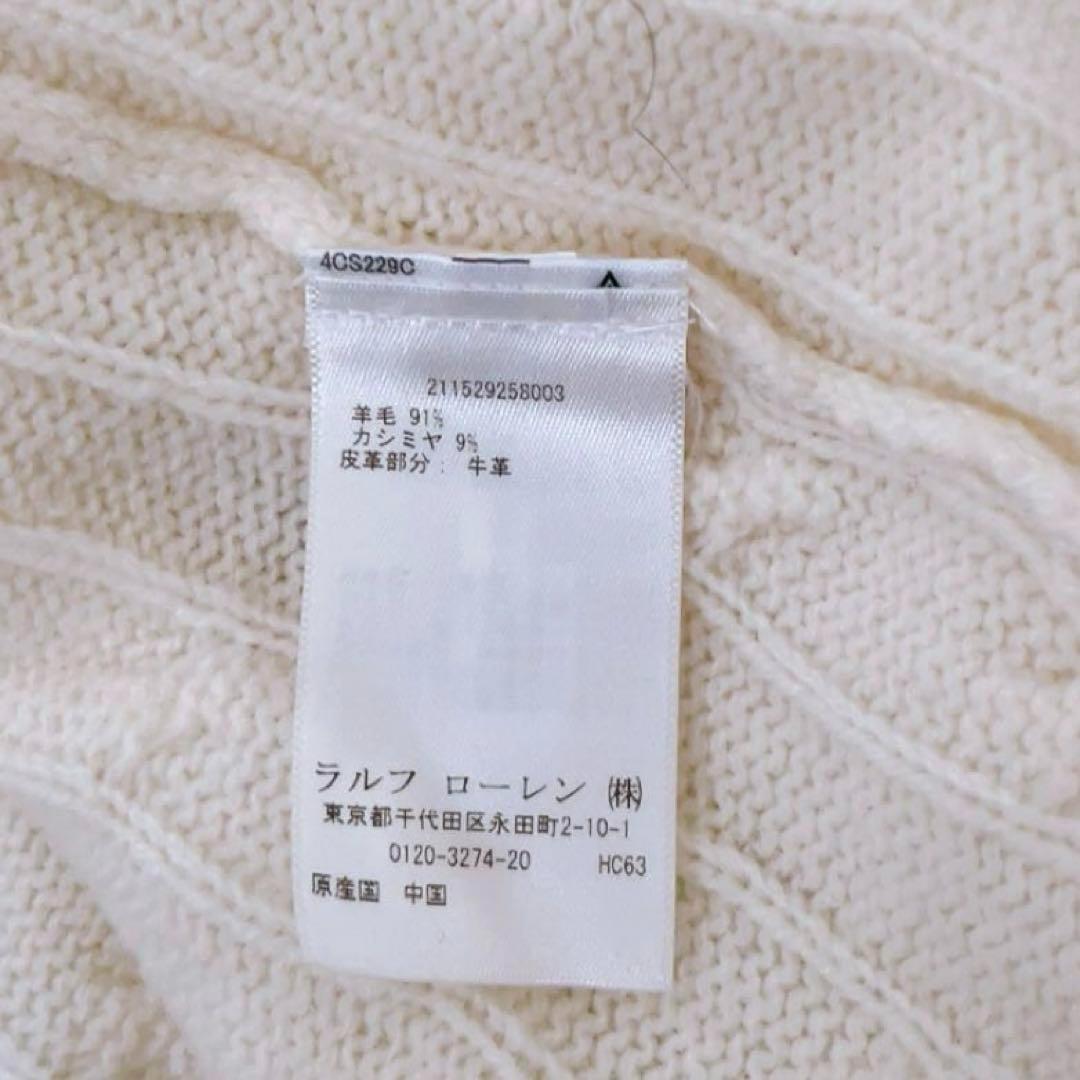 4CS229C
211529258003
羊毛 91%
カシミヤ 9%
皮革部分: 牛革
ラルフ ローレン ㈱
東京都千代田区永田町2-10-1
0120-3274-20 HC63
原産国 中国